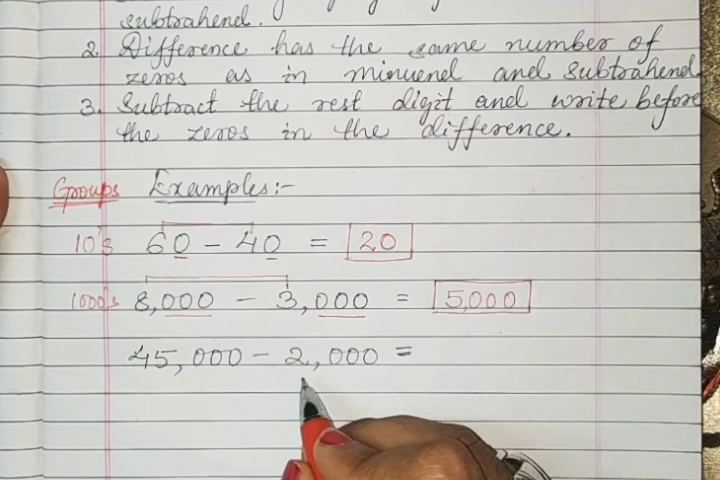 subtrahend.
2. Difference has the same number of
zeros as in minuend and subtrahend.
3. Subtract the rest digit and write before
the zeros in the difference.
Groups Examples:-
10's 60 - 40 = 20
1000's 8,000 - 3,000 = 5,000
45,000 - 2,000 =